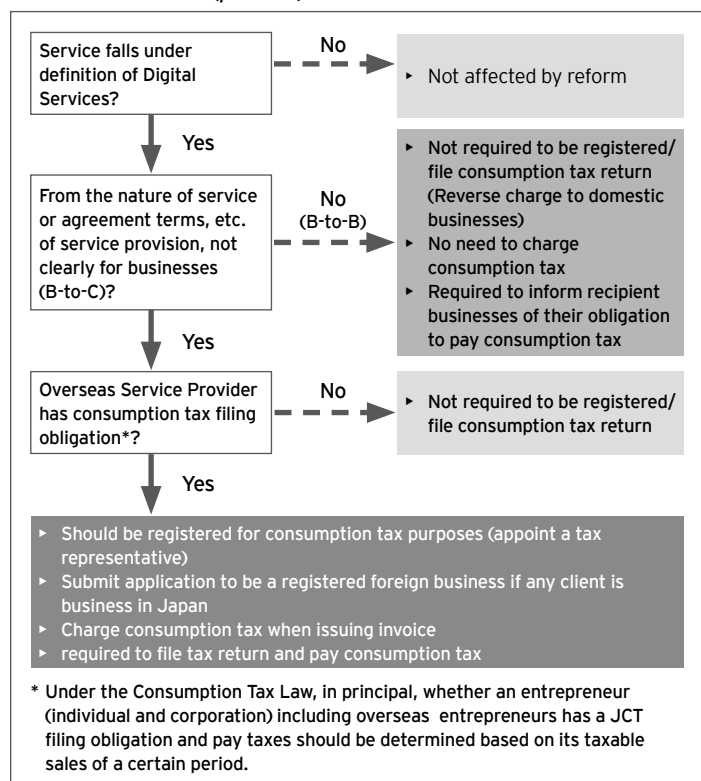 Service falls under
definition of Digital
Services?
No
‣ Not affected by reform
Yes
From the nature of service
or agreement terms, etc.
of service provision, not
clearly for businesses
(B-to-C)?
No
(B-to-B)
‣ Not required to be registered/
file consumption tax return
(Reverse charge to domestic
businesses)
‣ No need to charge
consumption tax
‣ Required to inform recipient
businesses of their obligation
to pay consumption tax
Yes
Overseas Service Provider
has consumption tax filing
obligation*?
No
‣ Not required to be registered/
file consumption tax return
Yes
‣ Should be registered for consumption tax purposes (appoint a tax
representative)
‣ Submit application to be a registered foreign business if any client is
business in Japan
‣ Charge consumption tax when issuing invoice
‣ required to file tax return and pay consumption tax
* Under the Consumption Tax Law, in principal, whether an entrepreneur
(individual and corporation) including overseas entrepreneurs has a JCT
filing obligation and pay taxes should be determined based on its taxable
sales of a certain period.